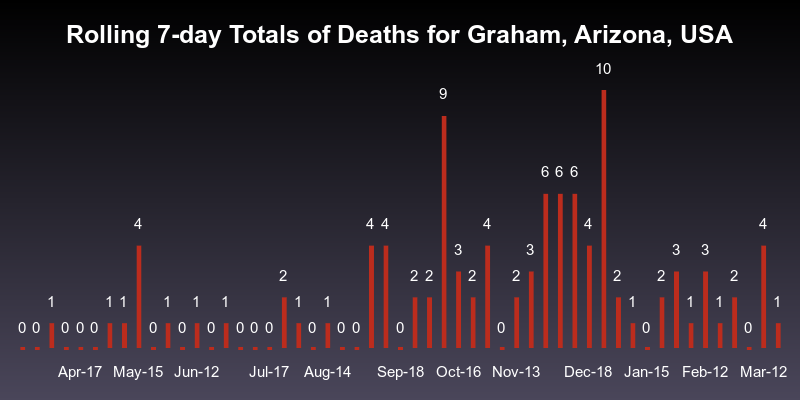 Rolling 7-day Totals of Deaths for Graham, Arizona, USA
0 0 1 0 0 0 1 1 4 0 1 0 1 0 1 0 0 0 2 1 0 1 0 0 4 4 0 2 2 9 3 2 4 0 2 3 6 6 6 4 10 2 1 0 2 3 1 3 1 2 0 4 1
Apr-17 May-15 Jun-12 Jul-17 Aug-14 Sep-18 Oct-16 Nov-13 Dec-18 Jan-15 Feb-12 Mar-12